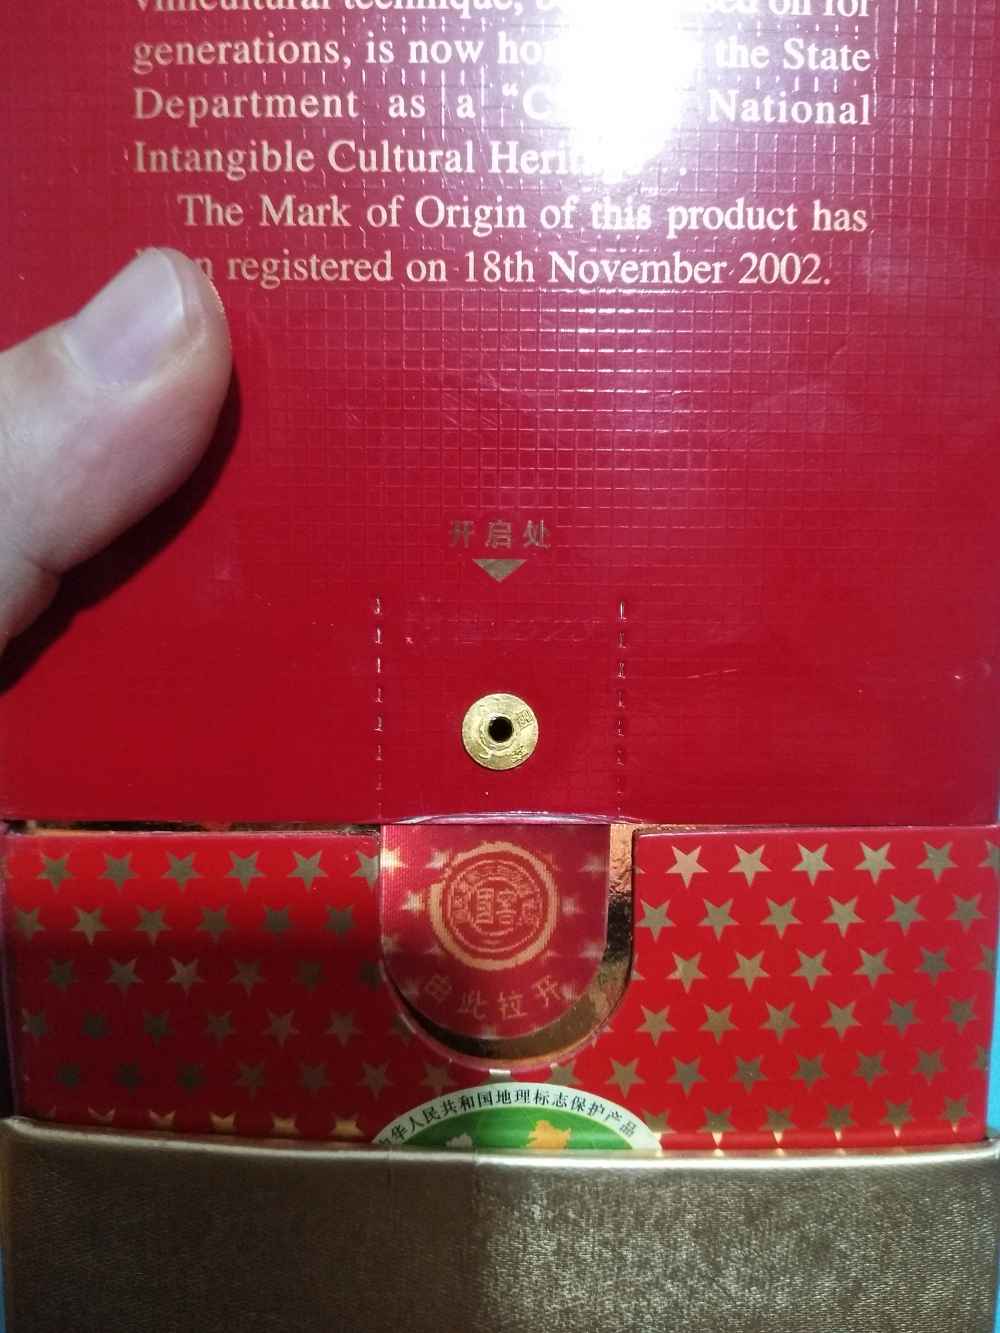 vinicultural technique,
generations, is now the State
Department as a National
Intangible Cultural
The Mark of Origin of this product has
registered on 18th November 2002.
开启处
由此拉开
中华人民共和国地理标志保护产品